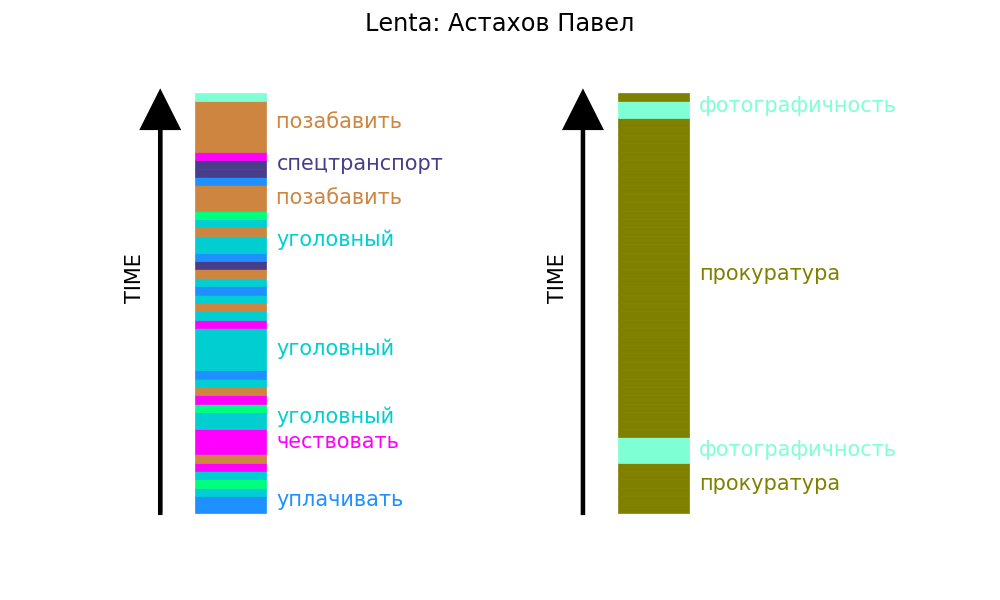 Lenta: Астахов Павел
TIME
позабавить
спецтранспорт
позабавить
уголовный
уголовный
уголовный
чествовать
уплачивать
TIME
фотографичность
прокуратура
фотографичность
прокуратура